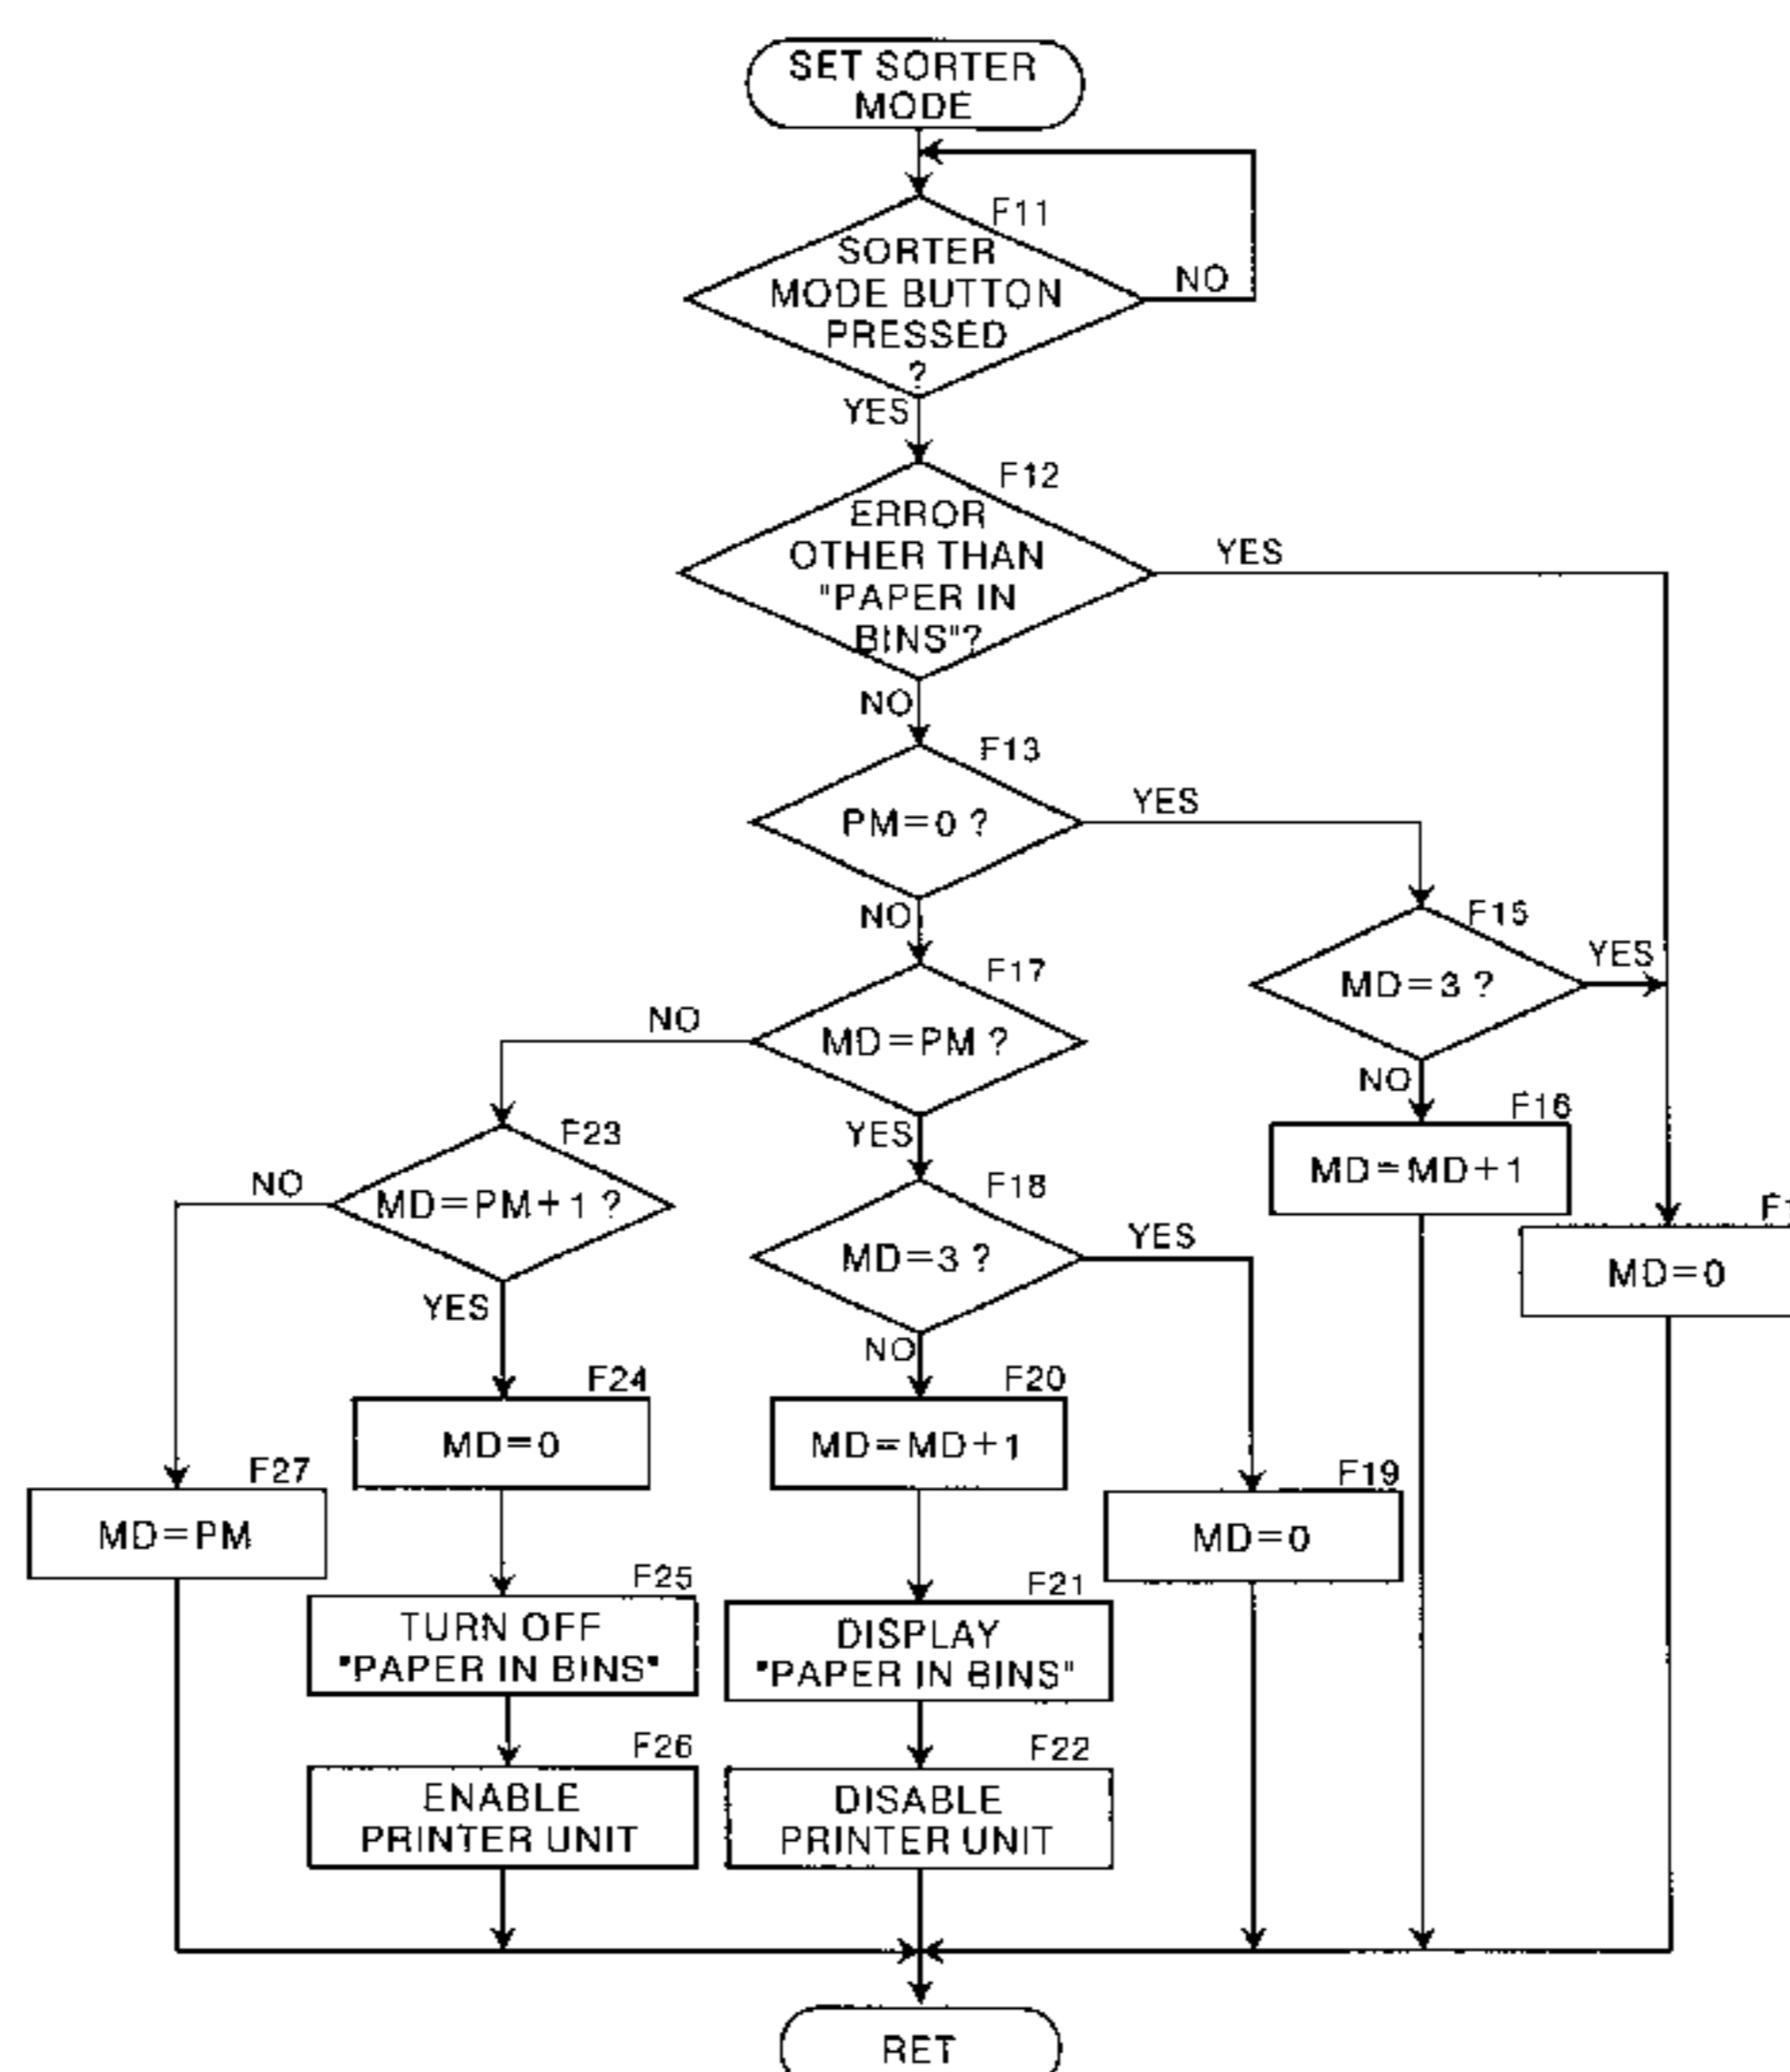 SET SORTER
MODE
F11
SORTER
MODE BUTTON
PRESSED
?
NO
YES
F12
ERROR
OTHER THAN
"PAPER IN
BINS"?
YES
NO
F13
PM=0 ?
YES
NO
F15
MD=3 ?
YES
NO
F17
MD=PM ?
NO
YES
F16
MD=MD+1
F23
MD=PM+1 ?
NO
YES
F18
MD=3 ?
YES
NO
MD=0
F24
MD=0
F20
MD=MD+1
F27
MD=PM
F19
MD=0
F25
TURN OFF
"PAPER IN BINS"
F21
DISPLAY
"PAPER IN BINS"
F26
ENABLE
PRINTER UNIT
F22
DISABLE
PRINTER UNIT
RET